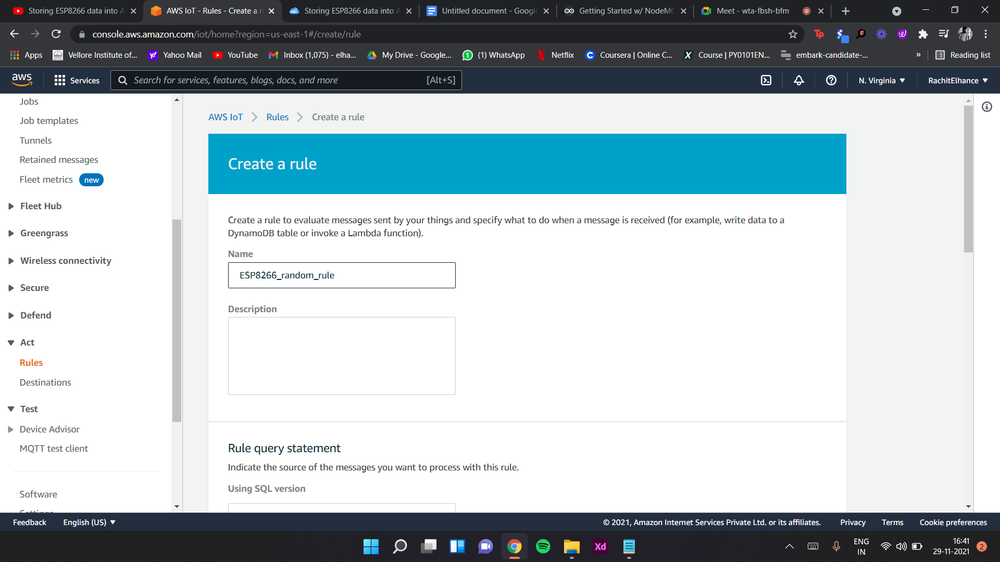 Storing ESP8266 data into A
AWS IoT - Rules - Create a r
Storing ESP8266 data into A
Untitled document - Google
Getting Started w/ NodeMC
Meet - wta-fbsh-bfm
console.aws.amazon.com/iot/home?region=us-east-1#/create/rule
Apps
Vellore Institute of...
Yahoo Mail
YouTube
Inbox (1,075) - elha...
My Drive - Google...
(1) WhatsApp
Netflix
Coursera | Online C...
Course | PY0101EN...
embark-candidate-...
»
Reading list
aws
Services
Search for services, features, blogs, docs, and more
[Alt+S]
N. Virginia
RachitElhance
Jobs
Job templates
Tunnels
Retained messages
Fleet metrics new
Fleet Hub
Greengrass
Wireless connectivity
Secure
Defend
Act
Rules
Destinations
Test
Device Advisor
MQTT test client
Software
Settings
AWS IoT
Rules
Create a rule
Create a rule
Create a rule to evaluate messages sent by your things and specify what to do when a message is received (for example, write data to a
DynamoDB table or invoke a Lambda function).
Name
ESP8266_random_rule
Description
Rule query statement
Indicate the source of the messages you want to process with this rule.
Using SQL version
Feedback
English (US)
© 2021, Amazon Internet Services Private Ltd. or its affiliates.
Privacy
Terms
Cookie preferences
Xd
ENG
IN
16:41
29-11-2021
2